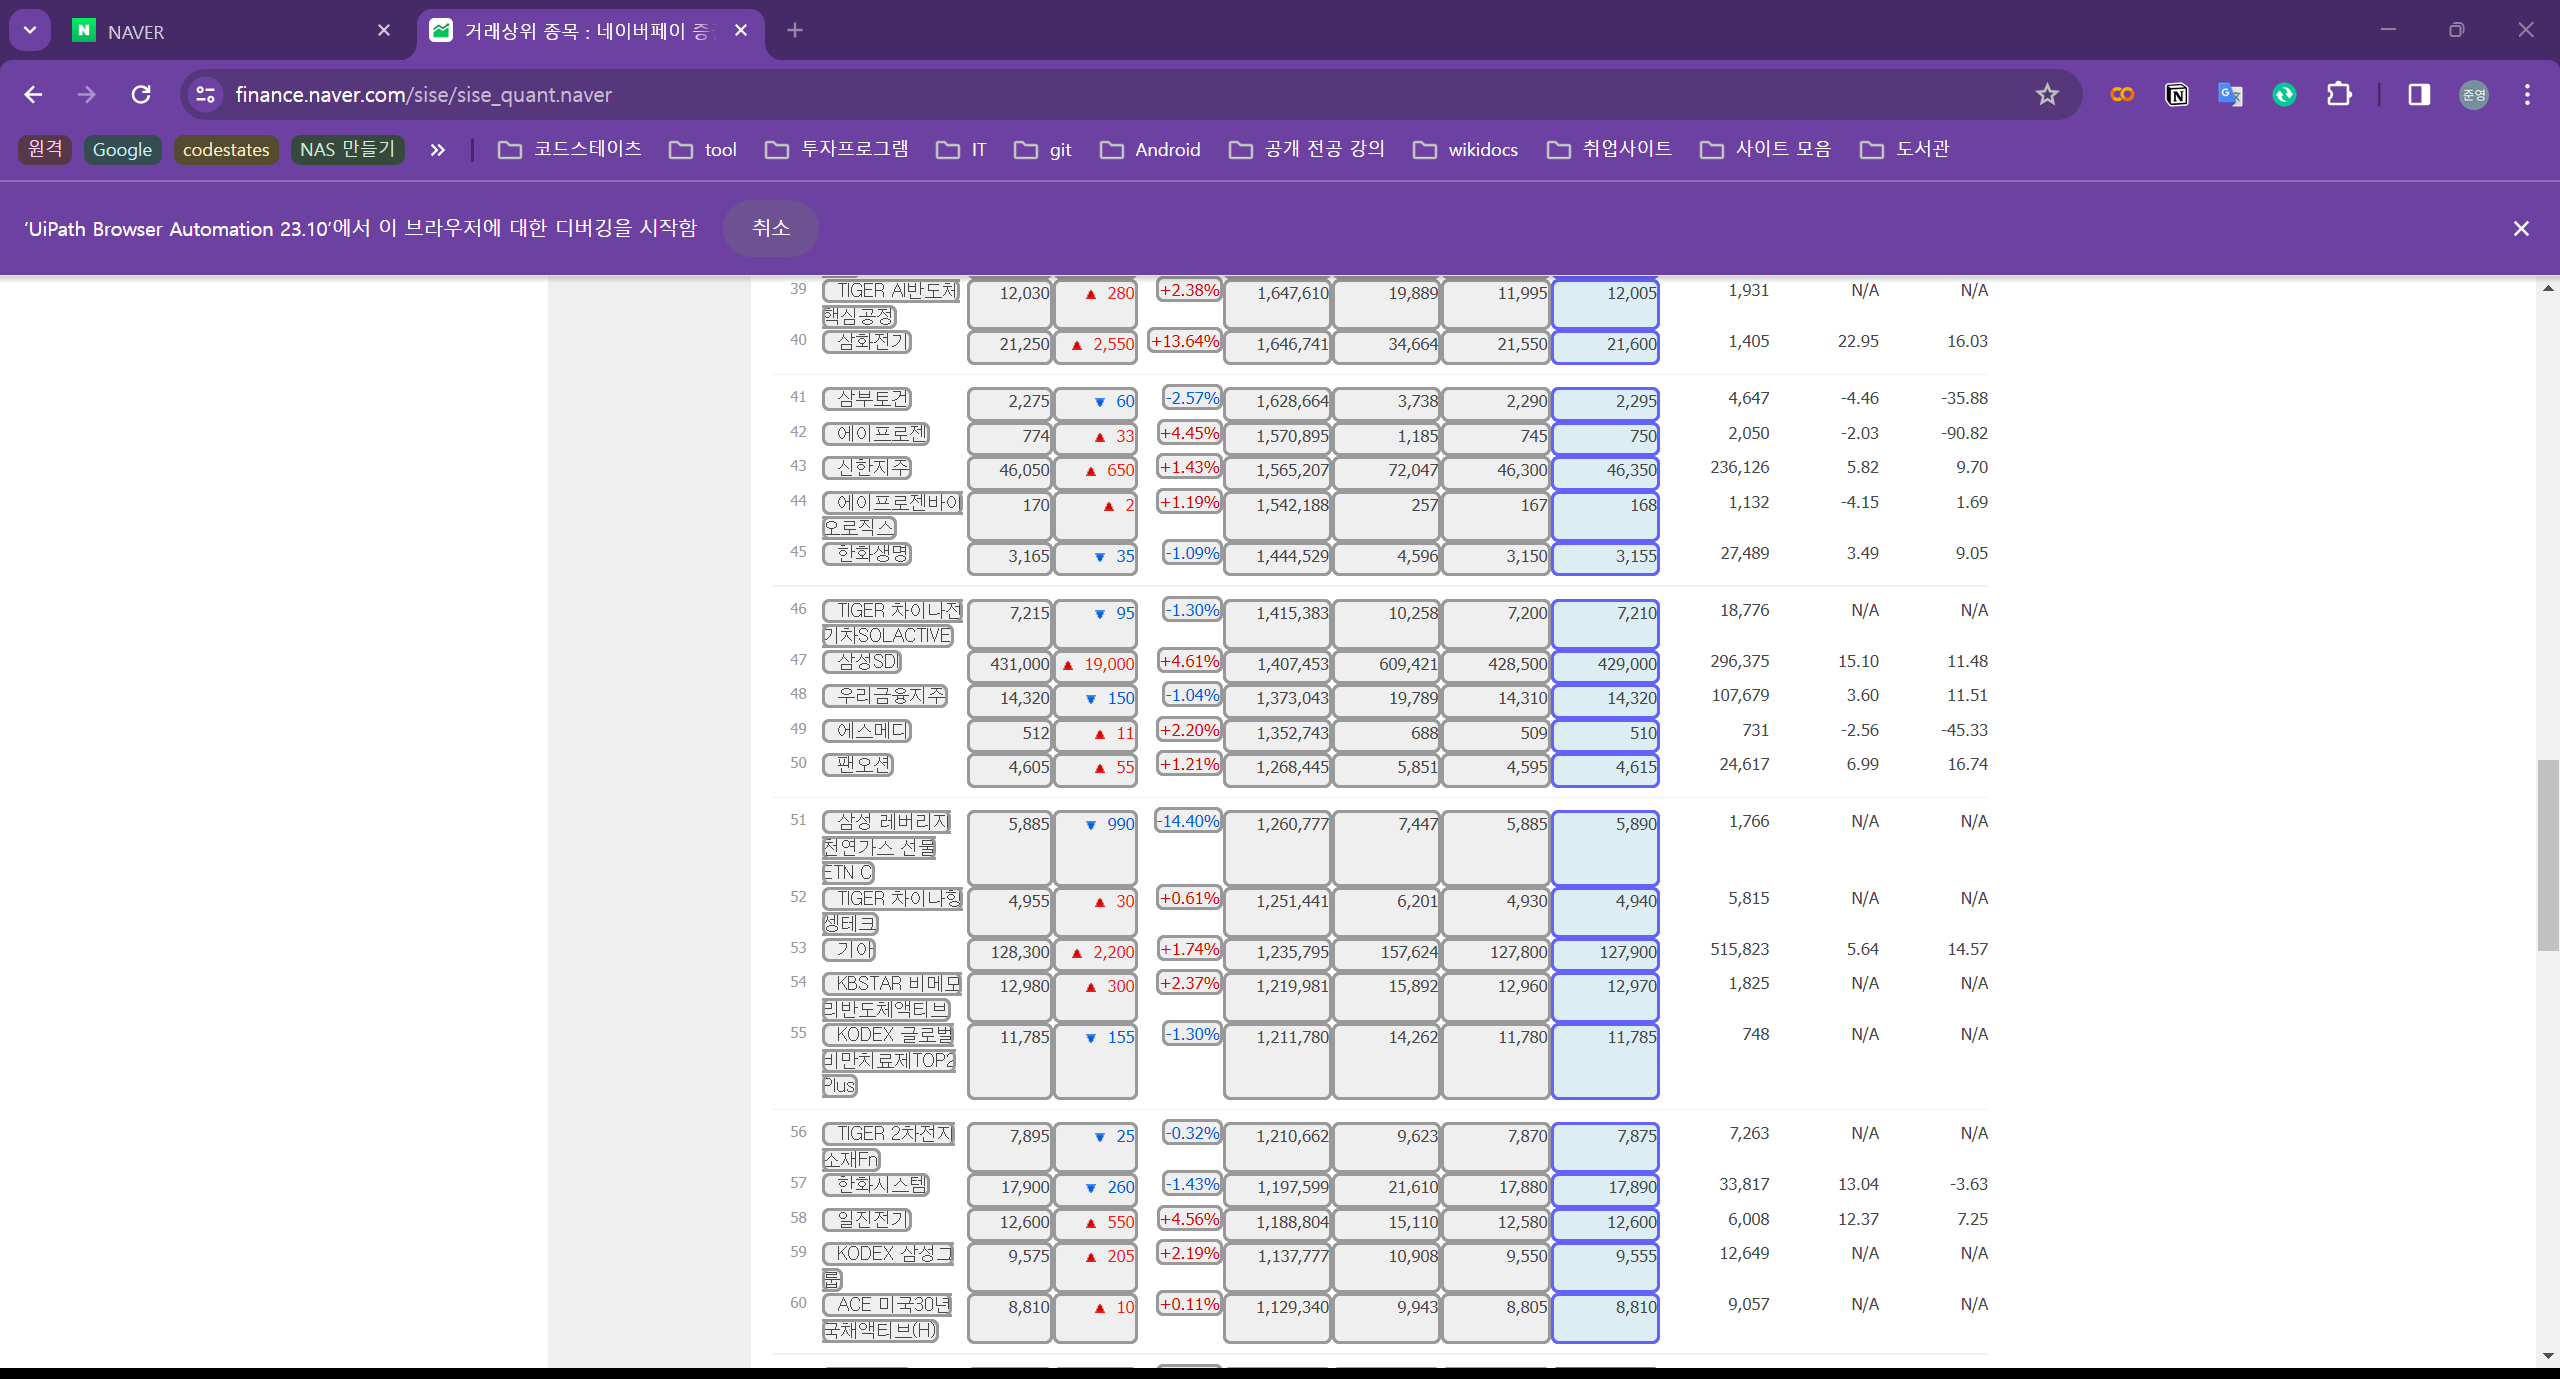 NAVER
거래상위 종목 : 네이버페이 증
finance.naver.com/sise/sise_quant.naver
준영
원격 Google codestates NAS 만들기 코드스테이츠 tool 투자프로그램 IT git Android 공개 전공 강의 wikidocs 취업사이트 사이트 모음 도서관
'UiPath Browser Automation 23.10'에서 이 브라우저에 대한 디버깅을 시작함 취소
39 TIGER AI반도체 12,030 ▲ 280 +2.38% 1,647,610 19,889 11,995 12,005 1,931 N/A N/A
핵심공정
40 삼화전기 21,250 ▲ 2,550 +13.64% 1,646,741 34,664 21,550 21,600 1,405 22.95 16.03
41 삼부토건 2,275 ▼ 60 -2.57% 1,628,664 3,738 2,290 2,295 4,647 -4.46 -35.88
42 에이프로젠 774 ▲ 33 +4.45% 1,570,895 1,185 745 750 2,050 -2.03 -90.82
43 신한지주 46,050 ▲ 650 +1.43% 1,565,207 72,047 46,300 46,350 236,126 5.82 9.70
44 에이프로젠바이 170 ▲ 2 +1.19% 1,542,188 257 167 168 1,132 -4.15 1.69
오로직스
45 한화생명 3,165 ▼ 35 -1.09% 1,444,529 4,596 3,150 3,155 27,489 3.49 9.05
46 TIGER 차이나전 7,215 ▼ 95 -1.30% 1,415,383 10,258 7,200 7,210 18,776 N/A N/A
기차SOLACTIVE
47 삼성SDI 431,000 ▲ 19,000 +4.61% 1,407,453 609,421 428,500 429,000 296,375 15.10 11.48
48 우리금융지주 14,320 ▼ 150 -1.04% 1,373,043 19,789 14,310 14,320 107,679 3.60 11.51
49 에스메디 512 ▲ 11 +2.20% 1,352,743 688 509 510 731 -2.56 -45.33
50 팬오션 4,605 ▲ 55 +1.21% 1,268,445 5,851 4,595 4,615 24,617 6.99 16.74
51 삼성 레버리지 5,885 ▼ 990 -14.40% 1,260,777 7,447 5,885 5,890 1,766 N/A N/A
천연가스 선물
ETN C
52 TIGER 차이나항 4,955 ▲ 30 +0.61% 1,251,441 6,201 4,930 4,940 5,815 N/A N/A
셍테크
53 기아 128,300 ▲ 2,200 +1.74% 1,235,795 157,624 127,800 127,900 515,823 5.64 14.57
54 KBSTAR 비메모 12,980 ▲ 300 +2.37% 1,219,981 15,892 12,960 12,970 1,825 N/A N/A
리반도체액티브
55 KODEX 글로벌 11,785 ▼ 155 -1.30% 1,211,780 14,262 11,780 11,785 748 N/A N/A
비만치료제TOP2
Plus
56 TIGER 2차전지 7,895 ▼ 25 -0.32% 1,210,662 9,623 7,870 7,875 7,263 N/A N/A
소재Fn
57 한화시스템 17,900 ▼ 260 -1.43% 1,197,599 21,610 17,880 17,890 33,817 13.04 -3.63
58 일진전기 12,600 ▲ 550 +4.56% 1,188,804 15,110 12,580 12,600 6,008 12.37 7.25
59 KODEX 삼성그 9,575 ▲ 205 +2.19% 1,137,777 10,908 9,550 9,555 12,649 N/A N/A
룹
60 ACE 미국30년 8,810 ▲ 10 +0.11% 1,129,340 9,943 8,805 8,810 9,057 N/A N/A
국채액티브(H)